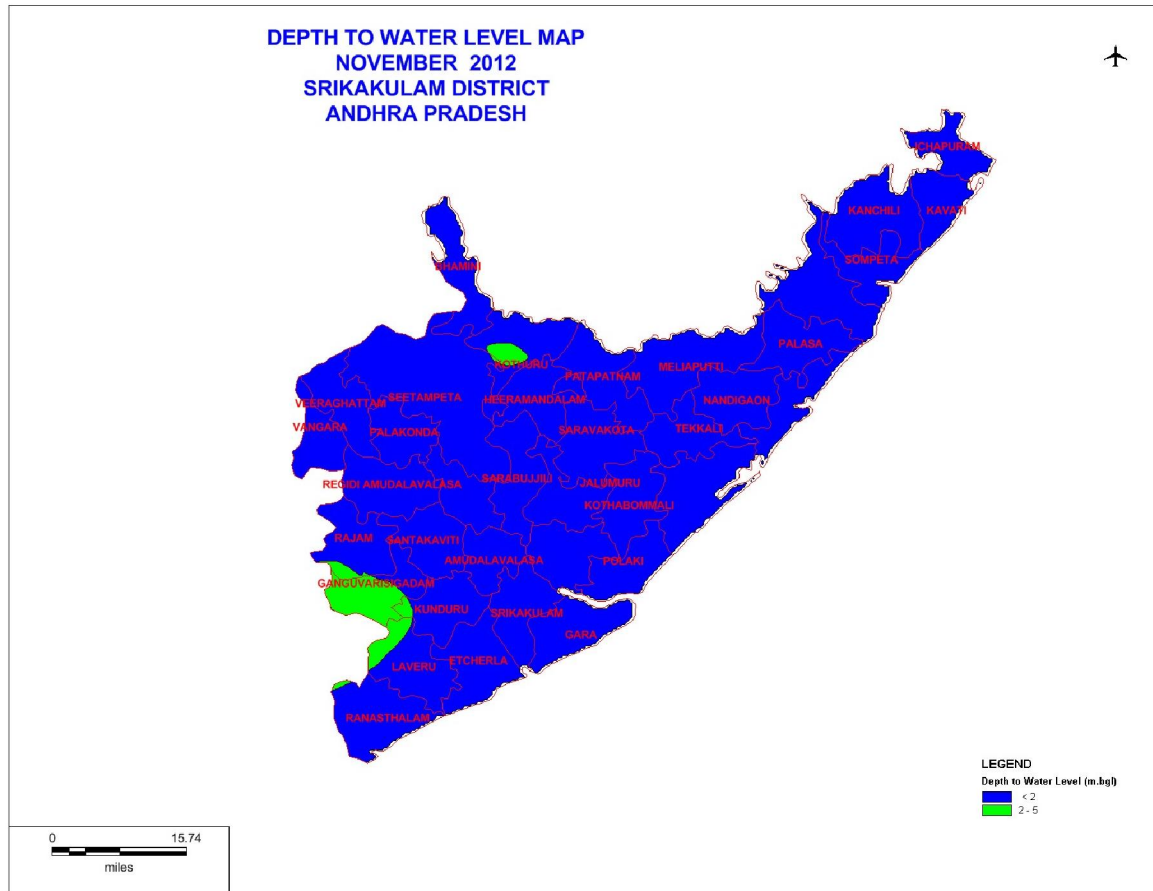 DEPTH TO WATER LEVEL MAP
NOVEMBER 2012
SRIKAKULAM DISTRICT
ANDHRA PRADESH
ICHAPURAM
KANCHILI
KAVATI
SOMPETA
BHAMINI
PALASA
KOTHURU
PATAPATNAM
MELIAPUTTI
SEETAMPETA
HEERAMANDALAM
NANDIGAON
VEERAGHATTAM
VANGARA
PALAKONDA
SARAVAKOTA
TEKKALI
REGIDI AMUDALAVALASA
SARABUJJILI
JALUMURU
KOTHABOMMALI
RAJAM
SANTAKAVITI
AMUDALAVALASA
POLAKI
GANGUVARISIGADAM
KUNDURU
SRIKAKULAM
GARA
LAVERU
ETCHERLA
RANASTHALAM
LEGEND
Depth to Water Level (m.bgl)
< 2
2 - 5
0 15.74
miles